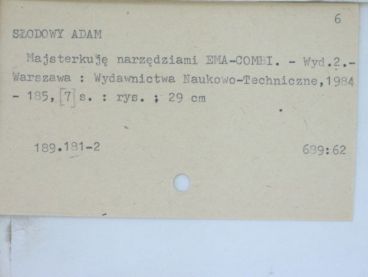 6
SŁODOWY ADAM
Majsterkuję narzędziami EMA-COMBI. - Wyd.2.-
Warszawa : Wydawnictwa Naukowo-Techniczne,1984
- 185,[7]s. : rys. ; 29 cm
189.181-2 689:62